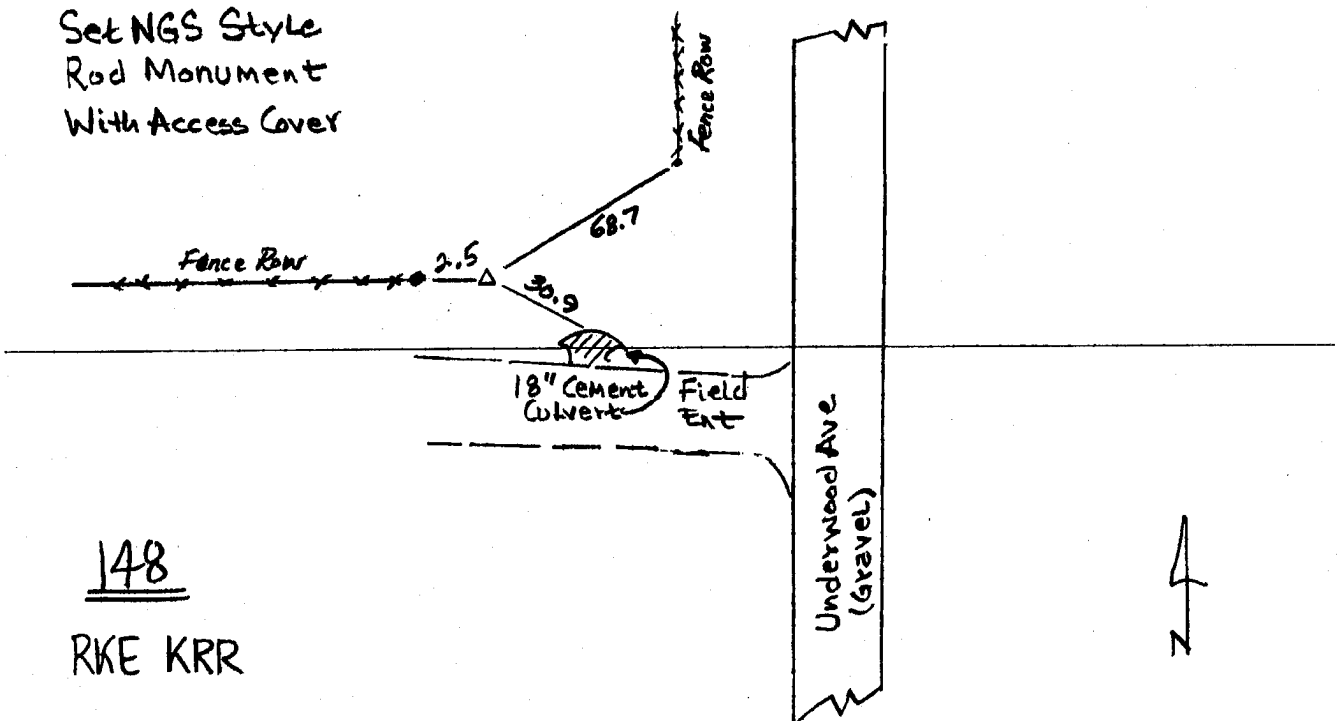 Set NGS Style
Rod Monument
With Access Cover
Fence Row
68.7
Fence Row
2.5
30.9
18" Cement
Culvert
Field
Ent
Underwood Ave
(Gravel)
148
RKE KRR
N